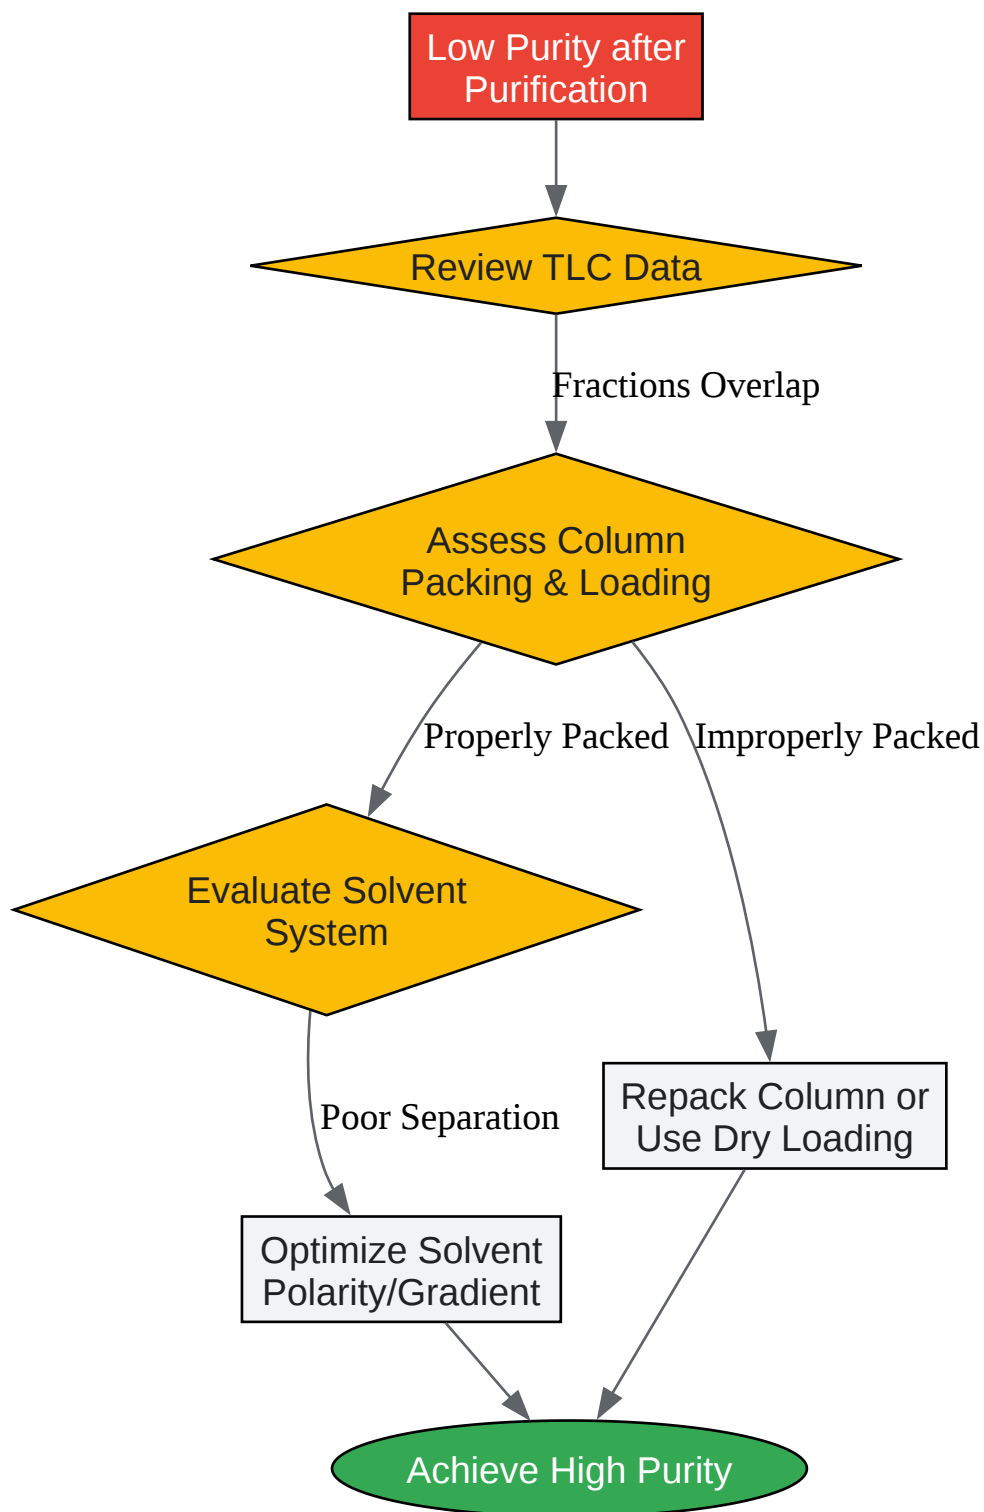 Low Purity after
Purification
Review TLC Data
Fractions Overlap
Assess Column
Packing & Loading
Properly Packed
Improperly Packed
Evaluate Solvent
System
Poor Separation
Repack Column or
Use Dry Loading
Optimize Solvent
Polarity/Gradient
Achieve High Purity